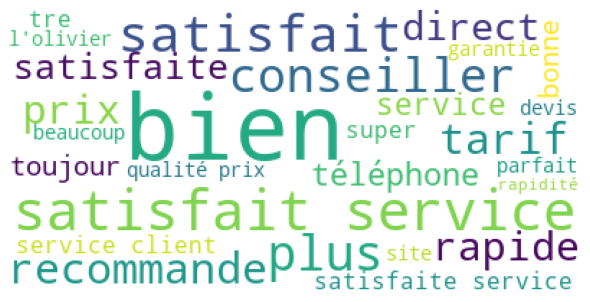 tre
l'olivier
satisfait
direct
garantie
bonne
satisfaite
conseiller
prix
bien
service
devis
beaucoup
super
tarif
toujour
qualité prix
téléphone
parfait
rapidité
satisfait service
service client
plus
site
rapide
recommande
satisfaite service